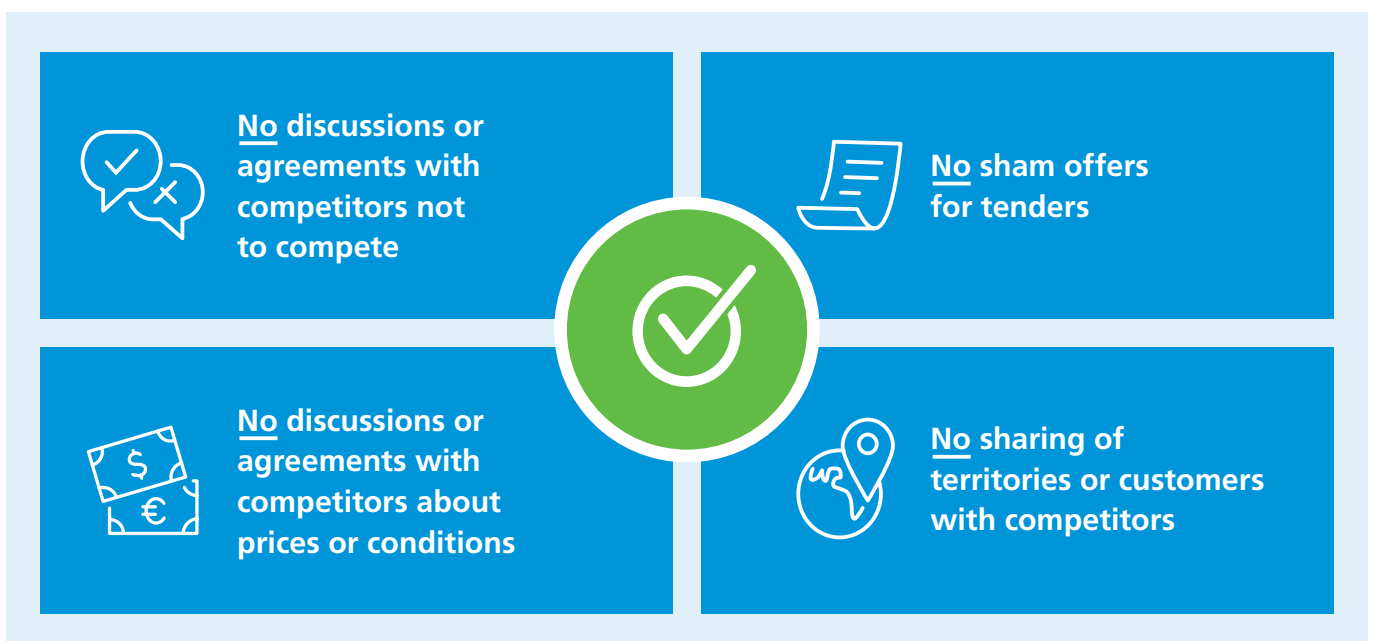 No discussions or
agreements with
competitors not
to compete
No sham offers
for tenders
$
€
No discussions or
agreements with
competitors about
prices or conditions
No sharing of
territories or customers
with competitors